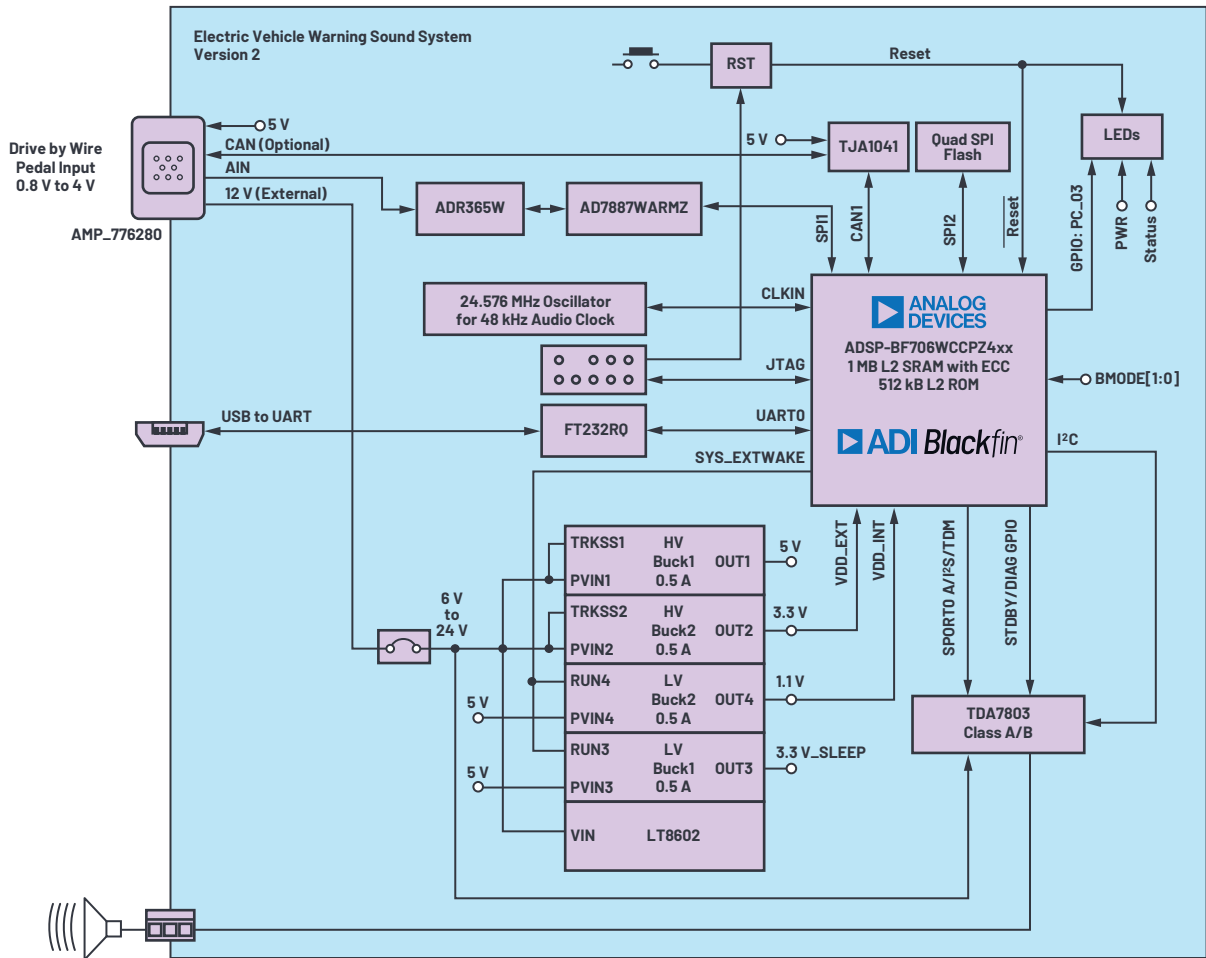 Electric Vehicle Warning Sound System
Version 2
RST
Reset
5 V
CAN (Optional)
AIN
12 V (External)
Drive by Wire
Pedal Input
0.8 V to 4 V
AMP_776280
5 V
TJA1041
Quad SPI
Flash
LEDs
ADR365W
AD7887WARMZ
SPI1
CAN1
SPI2
Reset
GPIO: PC_03
PWR
Status
24.576 MHz Oscillator
for 48 kHz Audio Clock
CLKIN
ANALOG
DEVICES
ADSP-BF706WCCPZ4xx
1 MB L2 SRAM with ECC
512 kB L2 ROM
JTAG
BMODE[1:0]
USB to UART
FT232RQ
UART0
ADI Blackfin®
I²C
SYS_EXTWAKE
TRKSS1
HV
Buck1
0.5 A
OUT1
PVIN1
5 V
VDD_EXT
VDD_INT
SPORT0 A/I²S/TDM
STDBY/DIAG GPIO
6 V
to
24 V
TRKSS2
HV
Buck2
0.5 A
OUT2
PVIN2
3.3 V
RUN4
LV
Buck2
0.5 A
OUT4
PVIN4
5 V
1.1 V
TDA7803
Class A/B
RUN3
LV
Buck1
0.5 A
OUT3
PVIN3
5 V
3.3 V_SLEEP
VIN
LT8602